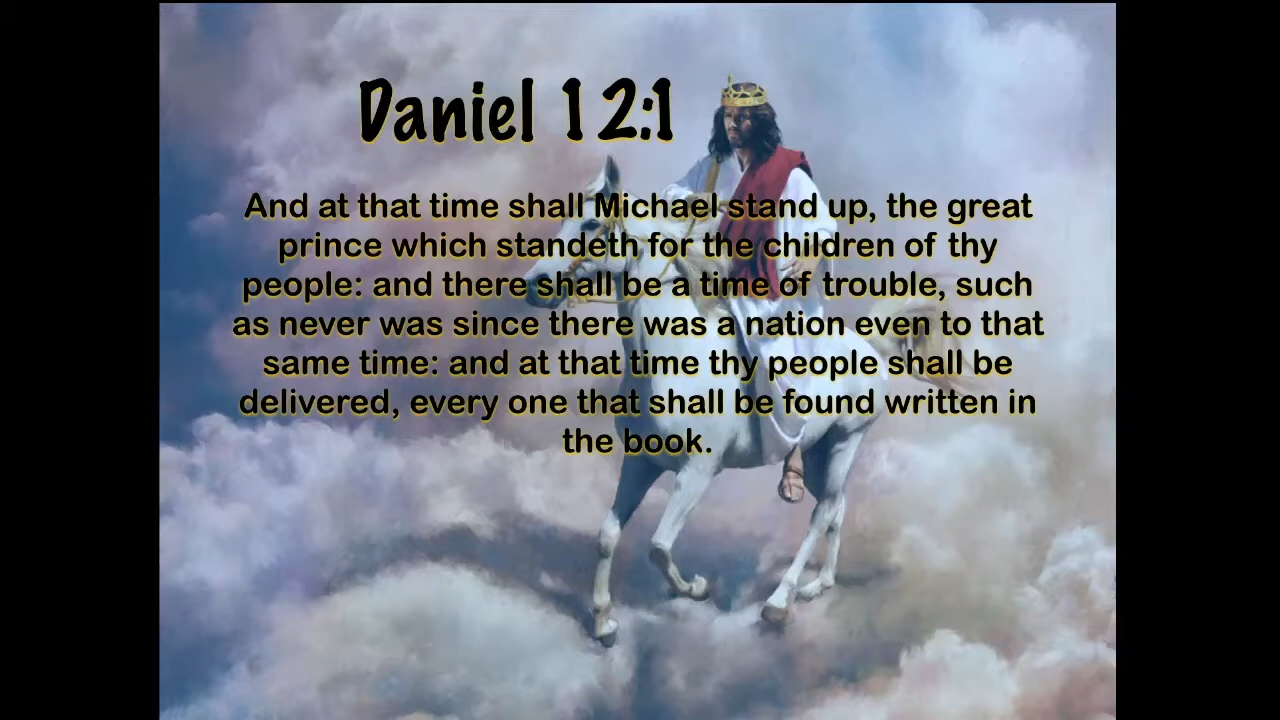 Daniel 12:1
And at that time shall Michael stand up, the great
prince which standeth for the children of thy
people: and there shall be a time of trouble, such
as never was since there was a nation even to that
same time: and at that time thy people shall be
delivered, every one that shall be found written in
the book.